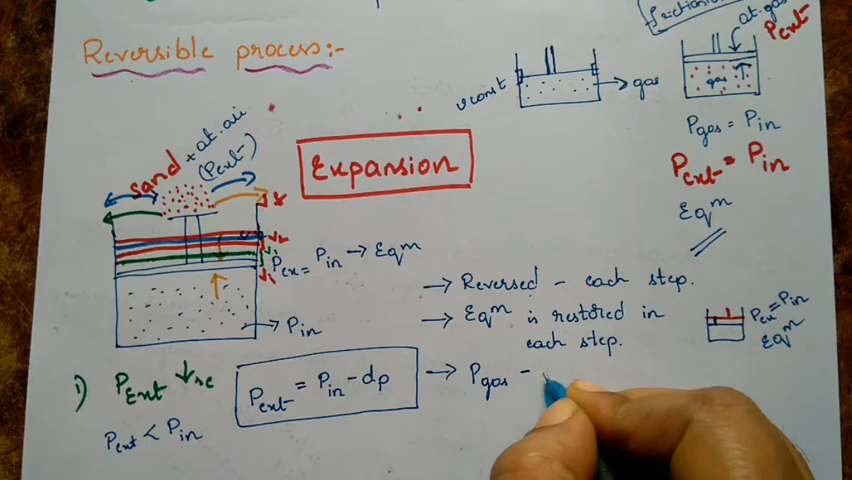 Reversible process:-
frictionl
at. gas
Pext
v const
gas
gas
Pgas = Pin
Pext = Pin
Eqm
sand + at. air
(Pext)
Expansion
Pex = Pin → Eqm
Pin
→ Reversed - each step.
→ Eqm is restored in
each step.
Pex = Pin
Eqm
1) PExt ↓se
Pext = Pin - dp
→ Pgas -
Pext < Pin